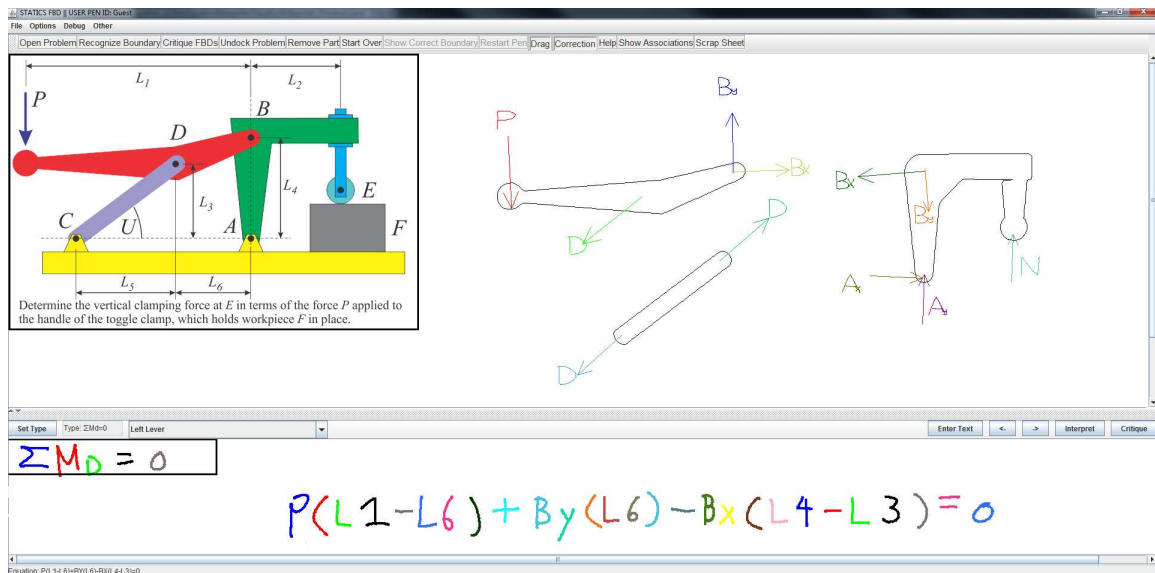 STATICS FBD || USER PEN ID: Guest
File Options Debug Other
Open Problem Recognize Boundary Critique FBDs Undock Problem Remove Part Start Over Show Correct Boundary Restart Pen Drag Correction Help Show Associations Scrap Sheet
L1 L2
P
B
D
L4
E
L3
C
U
A
F
L5 L6
Determine the vertical clamping force at E in terms of the force P applied to
the handle of the toggle clamp, which holds workpiece F in place.
By
P
Bx
D
D
D
Bx
By
N
Ax
Ay
Set Type Type: ΣMd=0 Left Lever Enter Text <- -> Interpret Critique
ΣMD = 0
P(L1-L6)+By(L6)-Bx(L4-L3)=0
Equation: P(L1-L6)+BY(L6)-BX(L4-L3)=0